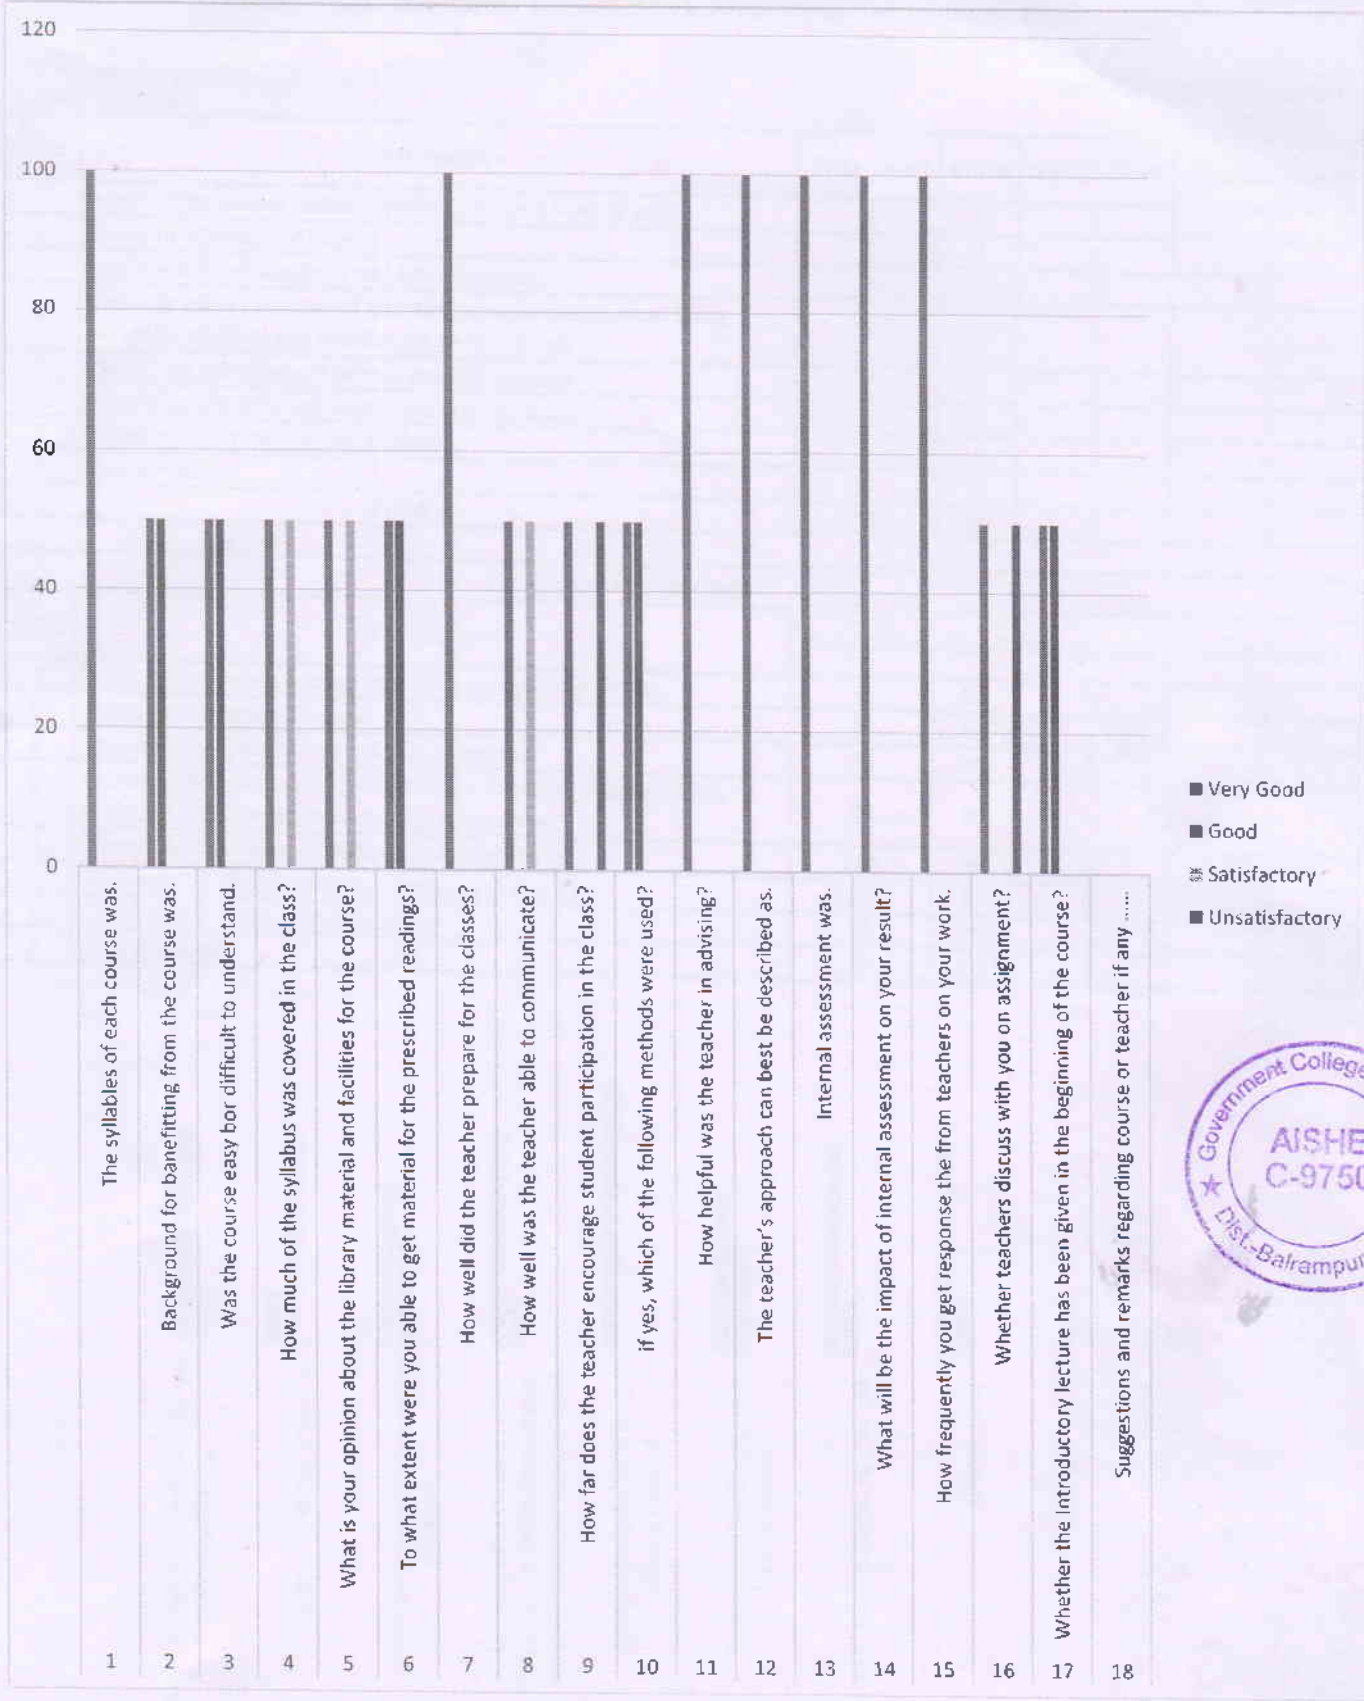 120
100
80
60
40
20
0
The syllables of each course was.
Background for banefitting from the course was.
Was the course easy bor difficult to understand.
How much of the syllabus was covered in the class?
What is your opinion about the library material and facilities for the course?
To what extent were you able to get material for the prescribed readings?
How well did the teacher prepare for the classes?
How well was the teacher able to communicate?
How far does the teacher encourage student participation in the class?
if yes, which of the following methods were used?
How helpful was the teacher in advising?
The teacher's approach can best be described as.
Internal assessment was.
What will be the impact of internal assessment on your result?
How frequently you get response the from teachers on your work.
Whether teachers discuss with you on assignment?
Whether the Introductory lecture has been given in the beginning of the course?
Suggestions and remarks regarding course or teacher if any ......
1 2 3 4 5 6 7 8 9 10 11 12 13 14 15 16 17 18
Very Good
Good
Satisfactory
Unsatisfactory
Government College
AISHE
C-9750
Dist.-Balrampur